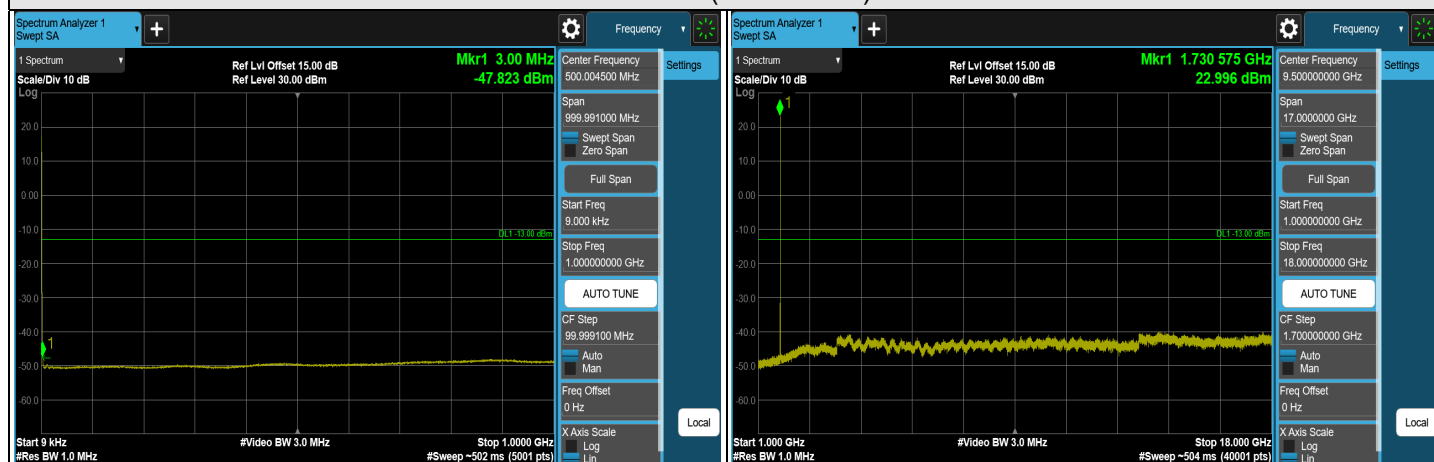 Spectrum Analyzer 1
Swept SA
+
Frequency
1 Spectrum
Scale/Div 10 dB
Log
Ref Lvl Offset 15.00 dB
Ref Level 30.00 dBm
Mkr1 3.00 MHz
-47.823 dBm
20.0
10.0
0.00
-10.0
-20.0
-30.0
-40.0
-50.0
-60.0
DL1 -13.00 dBm
1
Start 9 kHz
#Res BW 1.0 MHz
#Video BW 3.0 MHz
Stop 1.0000 GHz
#Sweep ~502 ms (5001 pts)
Center Frequency
500.004500 MHz
Span
999.991000 MHz
Swept Span
Zero Span
Full Span
Start Freq
9.000 kHz
Stop Freq
1.000000000 GHz
AUTO TUNE
CF Step
99.999100 MHz
Auto
Man
Freq Offset
0 Hz
X Axis Scale
Log
Lin
Settings
Local
Spectrum Analyzer 1
Swept SA
+
Frequency
1 Spectrum
Scale/Div 10 dB
Log
Ref Lvl Offset 15.00 dB
Ref Level 30.00 dBm
Mkr1 1.730 575 GHz
22.996 dBm
1
20.0
10.0
0.00
-10.0
-20.0
-30.0
-40.0
-50.0
-60.0
DL1 -13.00 dBm
Start 1.000 GHz
#Res BW 1.0 MHz
#Video BW 3.0 MHz
Stop 18.000 GHz
#Sweep ~504 ms (40001 pts)
Center Frequency
9.500000000 GHz
Span
17.0000000 GHz
Swept Span
Zero Span
Full Span
Start Freq
1.000000000 GHz
Stop Freq
18.000000000 GHz
AUTO TUNE
CF Step
1.70000000 GHz
Auto
Man
Freq Offset
0 Hz
X Axis Scale
Log
Lin
Settings
Local